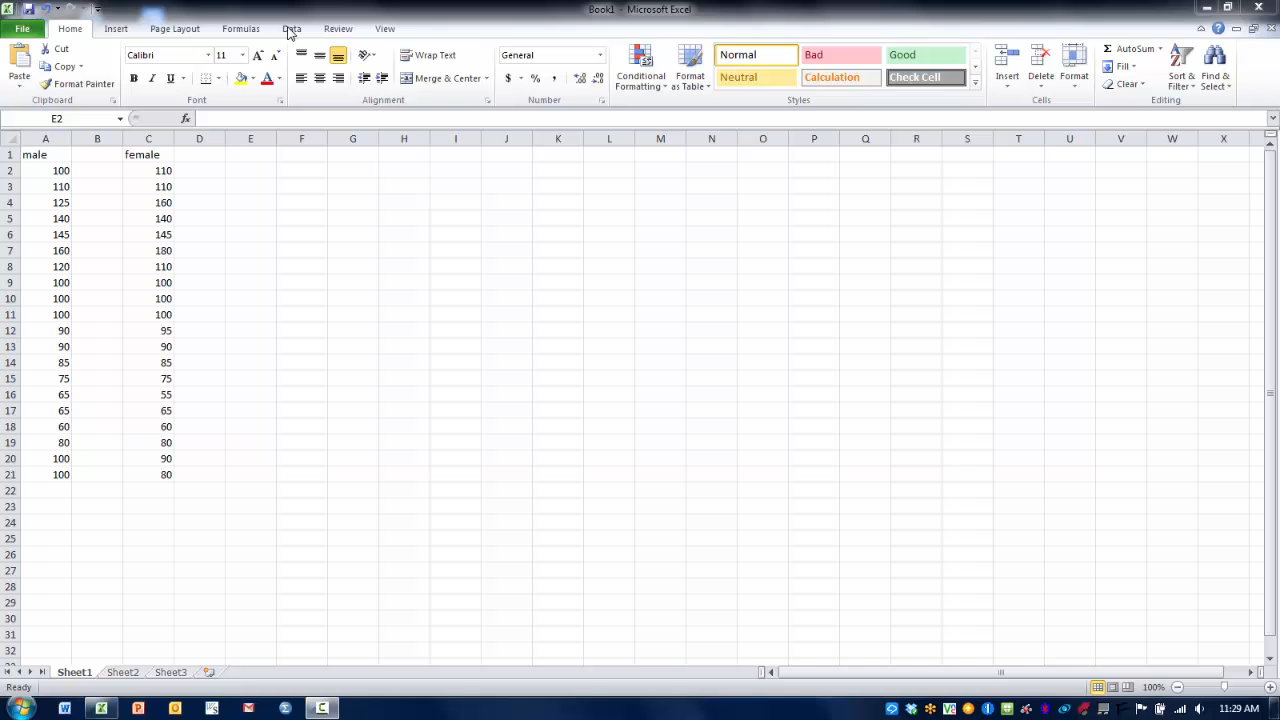 Book1 - Microsoft Excel
File Home Insert Page Layout Formulas Data Review View
Paste
Cut
Copy
Format Painter
Clipboard
Calibri 11
B I U
Font
Wrap Text
Merge & Center
Alignment
General
$ % ,
Number
Conditional Formatting
Format as Table
Normal Bad Good
Neutral Calculation Check Cell
Styles
Insert Delete Format
Cells
AutoSum
Fill
Clear
Sort & Filter
Find & Select
Editing
E2 fx
A B C D E F G H I J K L M N O P Q R S T U V W X
1 male female
2 100 110
3 110 110
4 125 160
5 140 140
6 145 145
7 160 180
8 120 110
9 100 100
10 100 100
11 100 100
12 90 95
13 90 90
14 85 85
15 75 75
16 65 55
17 65 65
18 60 60
19 80 80
20 100 90
21 100 80
22
23
24
25
26
27
28
29
30
31
32
Sheet1 Sheet2 Sheet3
Ready 100%
11:29 AM